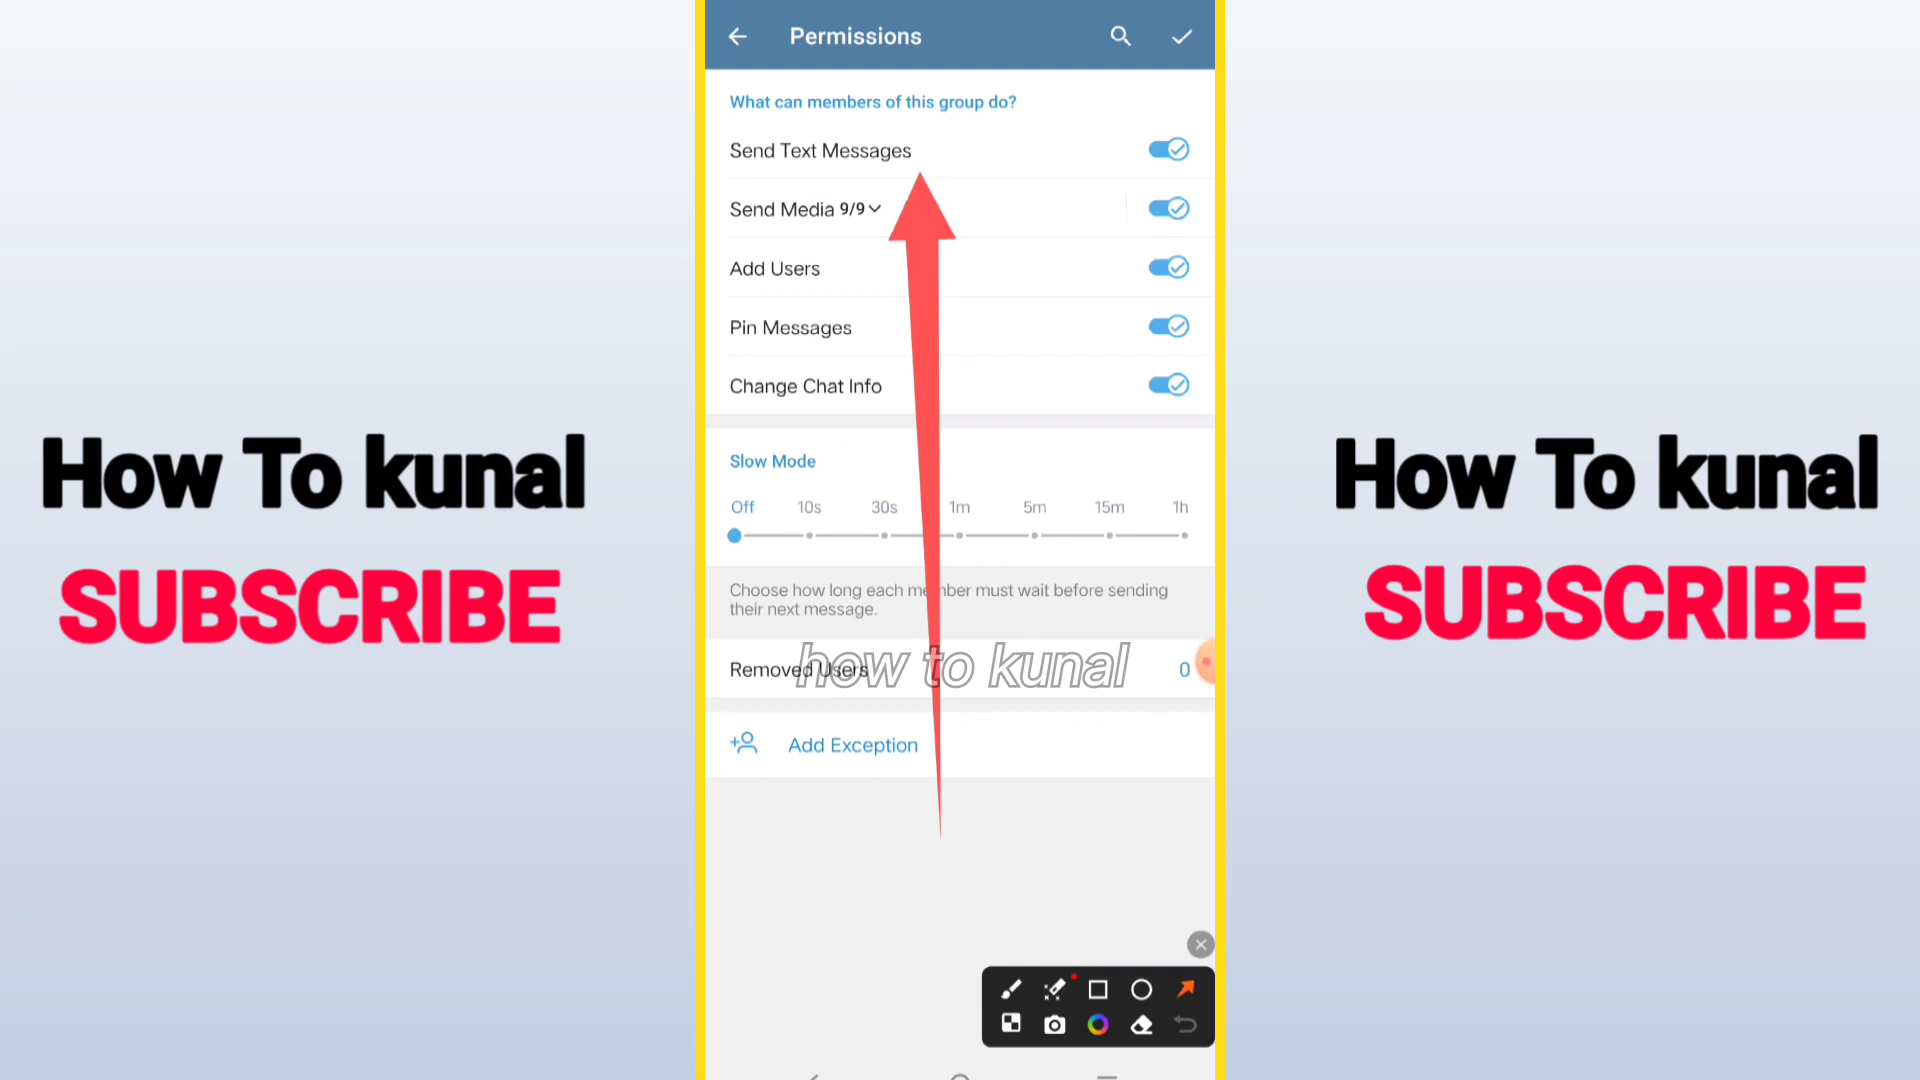 Permissions
What can members of this group do?
Send Text Messages
Send Media 9/9
Add Users
Pin Messages
Change Chat Info
Slow Mode
Off 10s 30s 1m 5m 15m 1h
Choose how long each member must wait before sending
their next message.
Removed Users 0
how to kunal
Add Exception
How To kunal
SUBSCRIBE
How To kunal
SUBSCRIBE